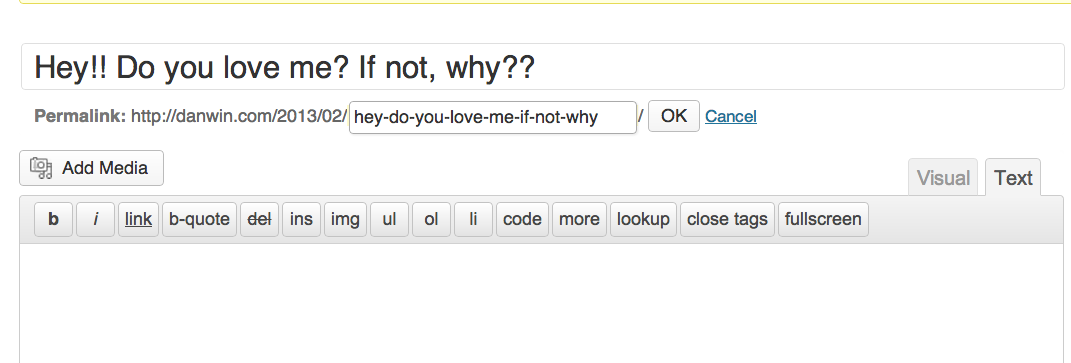 Hey!! Do you love me? If not, why??
Permalink: http://danwin.com/2013/02/hey-do-you-love-me-if-not-why/ OK Cancel
Add Media
Visual Text
b i link b-quote del ins img ul ol li code more lookup close tags fullscreen